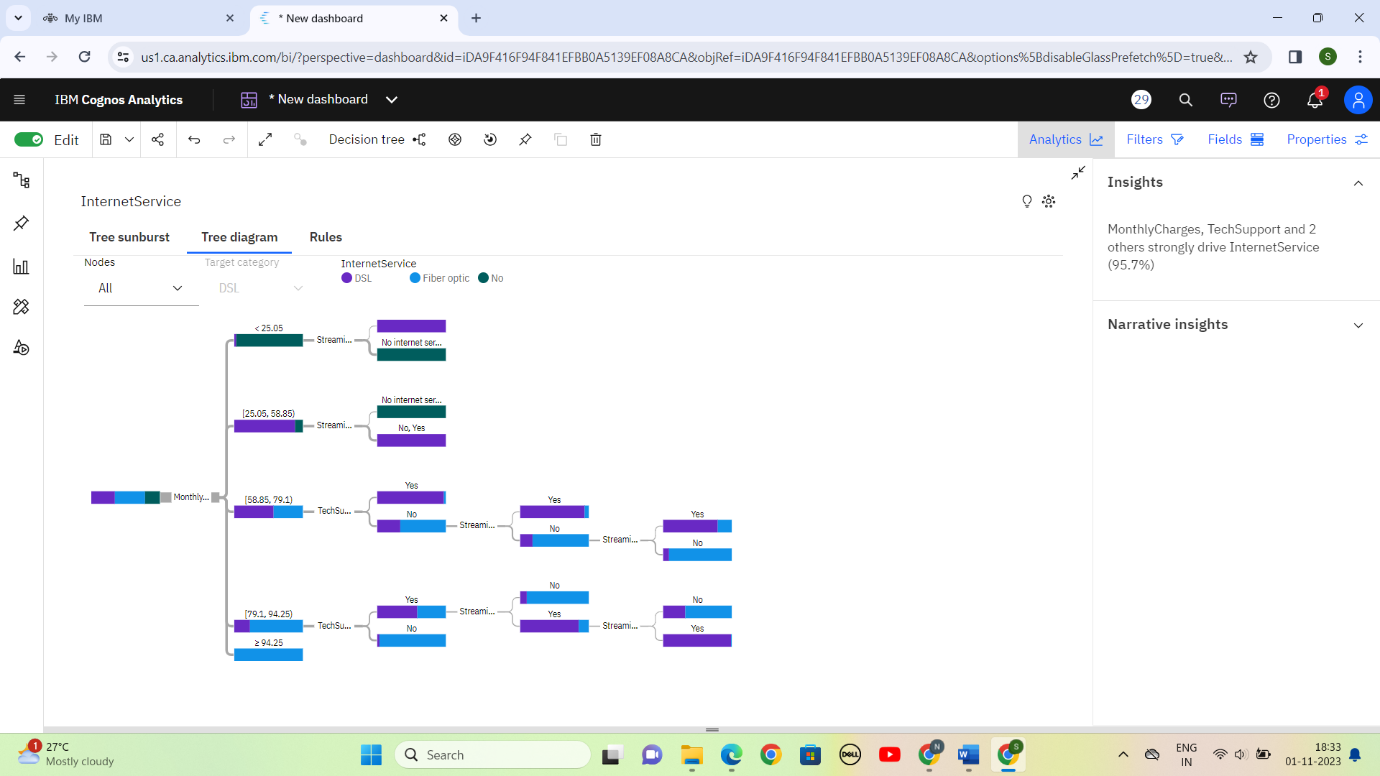 My IBM
* New dashboard
us1.ca.analytics.ibm.com/bi/?perspective=dashboard&id=iDA9F416F94F841EFBB0A5139EF08A8CA&objRef=iDA9F416F94F841EFBB0A5139EF08A8CA&options%5BdisableGlassPrefetch%5D=true&...
S
IBM Cognos Analytics
* New dashboard
29
1
Edit
Decision tree
Analytics
Filters
Fields
Properties
InternetService
Tree sunburst
Tree diagram
Rules
Nodes
Target category
InternetService
All
DSL
DSL
Fiber optic
No
< 25.05
Streami...
No internet ser...
[25.05, 58.85)
Streami...
No internet ser...
No, Yes
Monthly...
[58.85, 79.1)
TechSu...
Yes
No
Streami...
Yes
No
Streami...
Yes
No
[79.1, 94.25)
TechSu...
Yes
No
Streami...
No
Yes
Streami...
No
Yes
≥ 94.25
Insights
MonthlyCharges, TechSupport and 2
others strongly drive InternetService
(95.7%)
Narrative insights
1
27°C
Mostly cloudy
Search
DELL
N
W
S
ENG
IN
18:33
01-11-2023